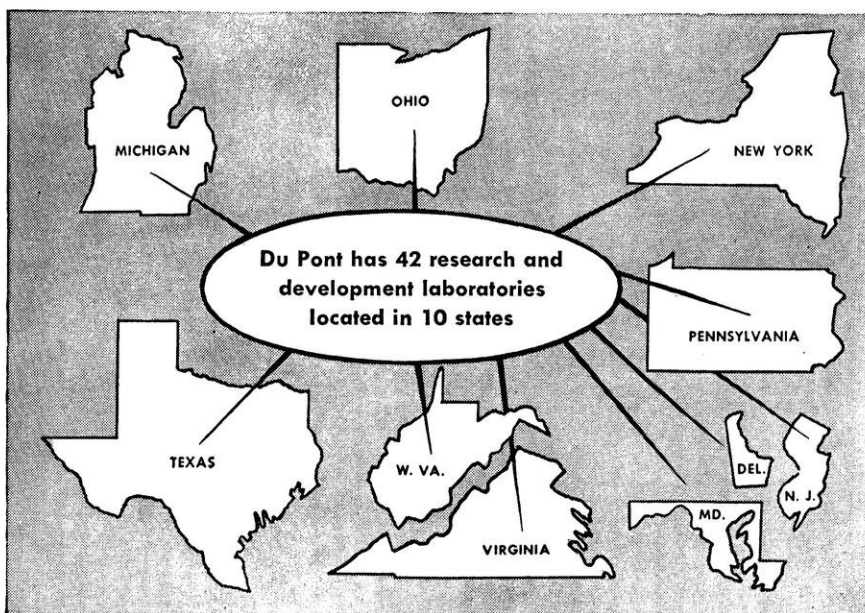 MICHIGAN
OHIO
NEW YORK
Du Pont has 42 research and
development laboratories
located in 10 states
PENNSYLVANIA
TEXAS
W. VA.
VIRGINIA
DEL.
N. J.
MD.